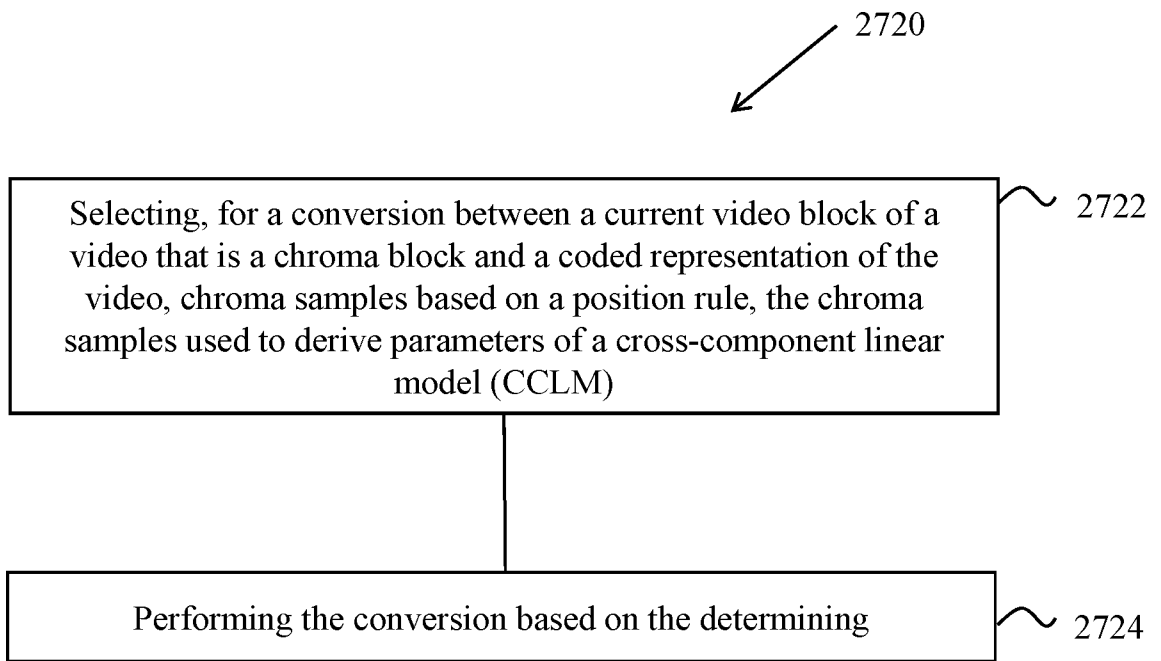 2720
Selecting, for a conversion between a current video block of a
video that is a chroma block and a coded representation of the
video, chroma samples based on a position rule, the chroma
samples used to derive parameters of a cross-component linear
model (CCLM)
2722
Performing the conversion based on the determining
2724